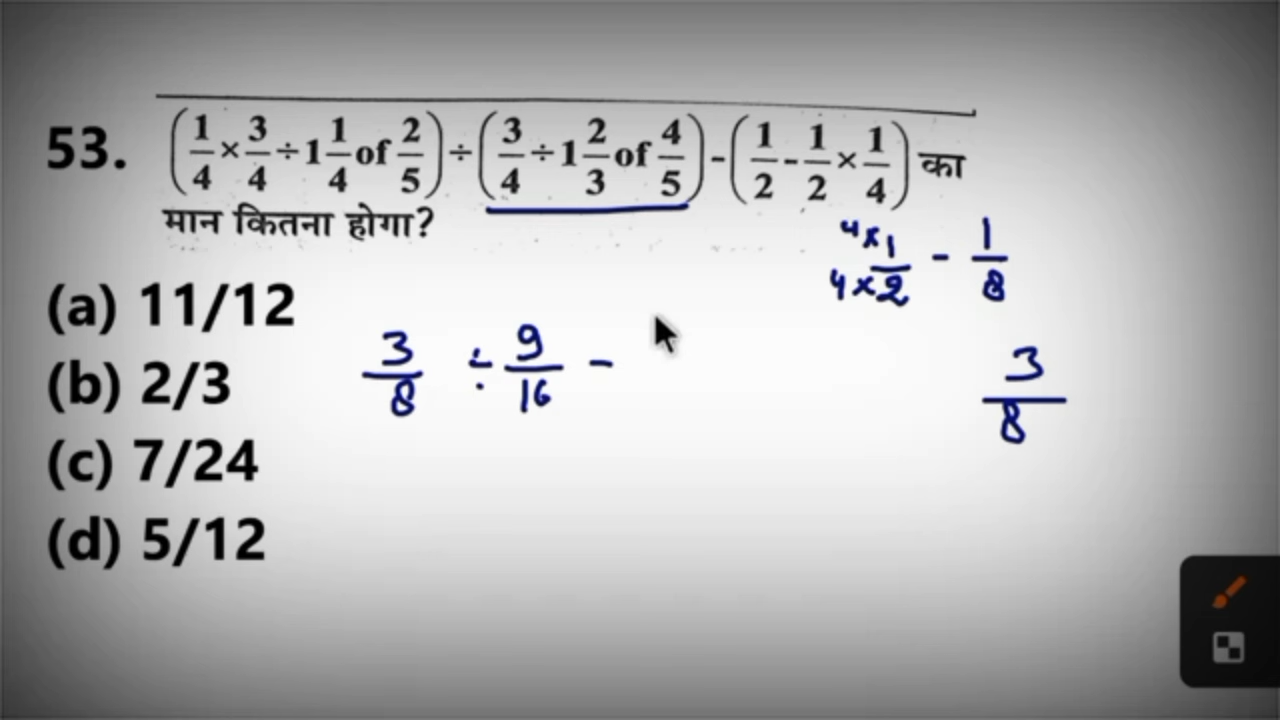 53. (1/4 × 3/4 ÷ 1 1/4 of 2/5) ÷ (3/4 ÷ 1 2/3 of 4/5) - (1/2 - 1/2 × 1/4) का
मान कितना होगा?
4×1/4×2 - 1/8
(a) 11/12
3/8 ÷ 9/16 -
3/8
(b) 2/3
(c) 7/24
(d) 5/12